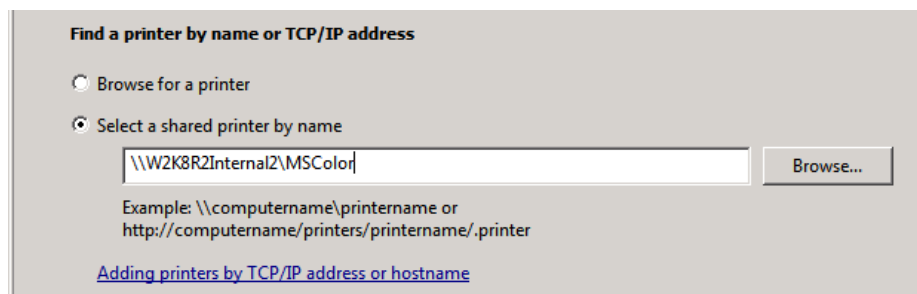 Find a printer by name or TCP/IP address
Browse for a printer
Select a shared printer by name
\\W2K8R2Internal2\MSColor
Browse...
Example: \\computername\printername or
http://computername/printers/printername/.printer
Adding printers by TCP/IP address or hostname